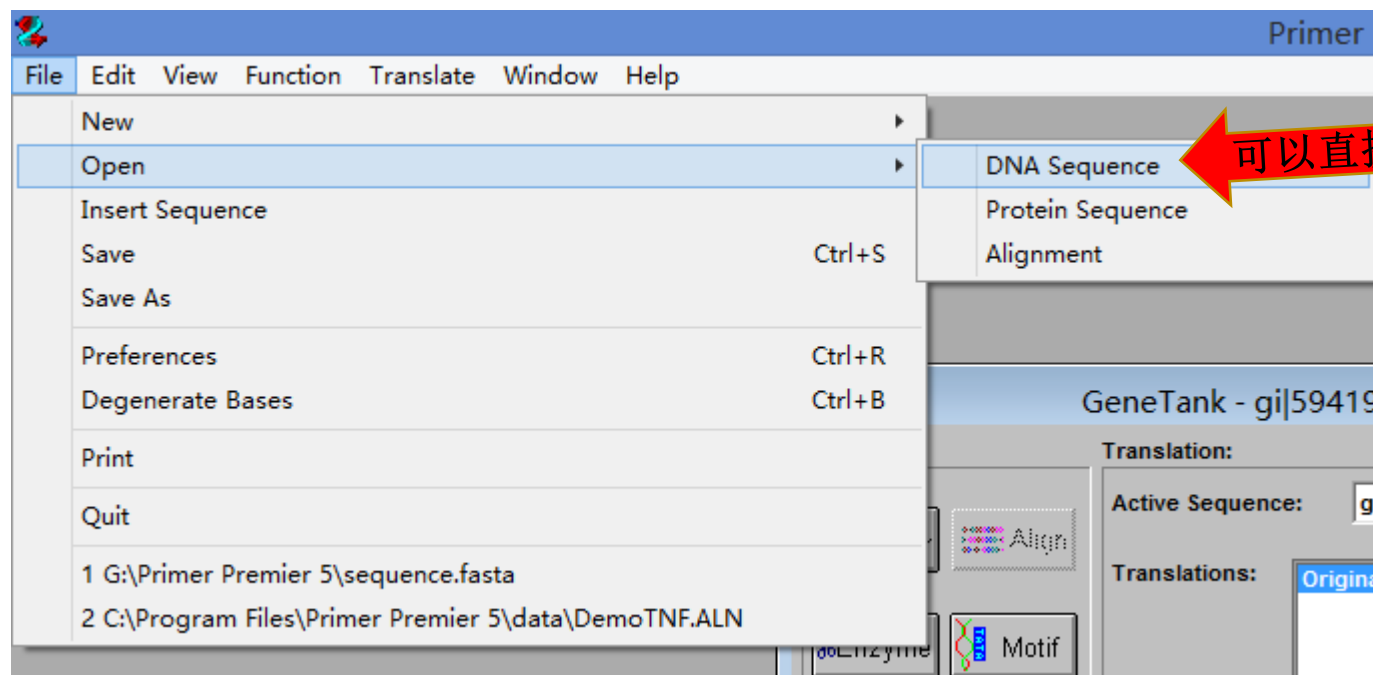 Primer
File Edit View Function Translate Window Help
New
Open
DNA Sequence
可以直
Insert Sequence
Protein Sequence
Save Ctrl+S
Alignment
Save As
Preferences Ctrl+R
Degenerate Bases Ctrl+B
GeneTank - gi|59419
Print
Translation:
Quit
Active Sequence: g
Align
1 G:\Primer Premier 5\sequence.fasta
Translations: Origina
2 C:\Program Files\Primer Premier 5\data\DemoTNF.ALN
Enzyme
Motif